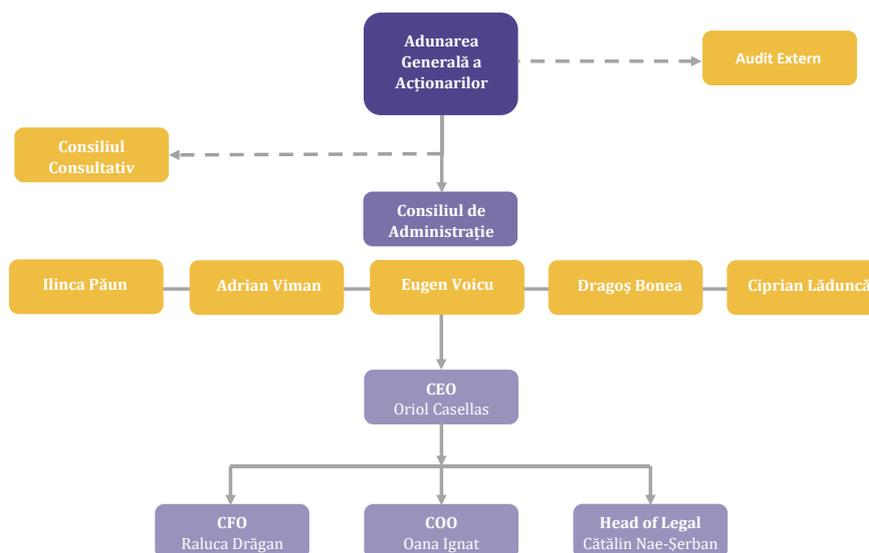 Adunarea
Generală a
Acționarilor
Audit Extern
Consiliul
Consultativ
Consiliul de
Administrație
Ilinca Păun
Adrian Viman
Eugen Voicu
Dragoş Bonea
Ciprian Lăduncă
CEO
Oriol Casellas
CFO
Raluca Drăgan
COO
Oana Ignat
Head of Legal
Cătălin Nae-Șerban